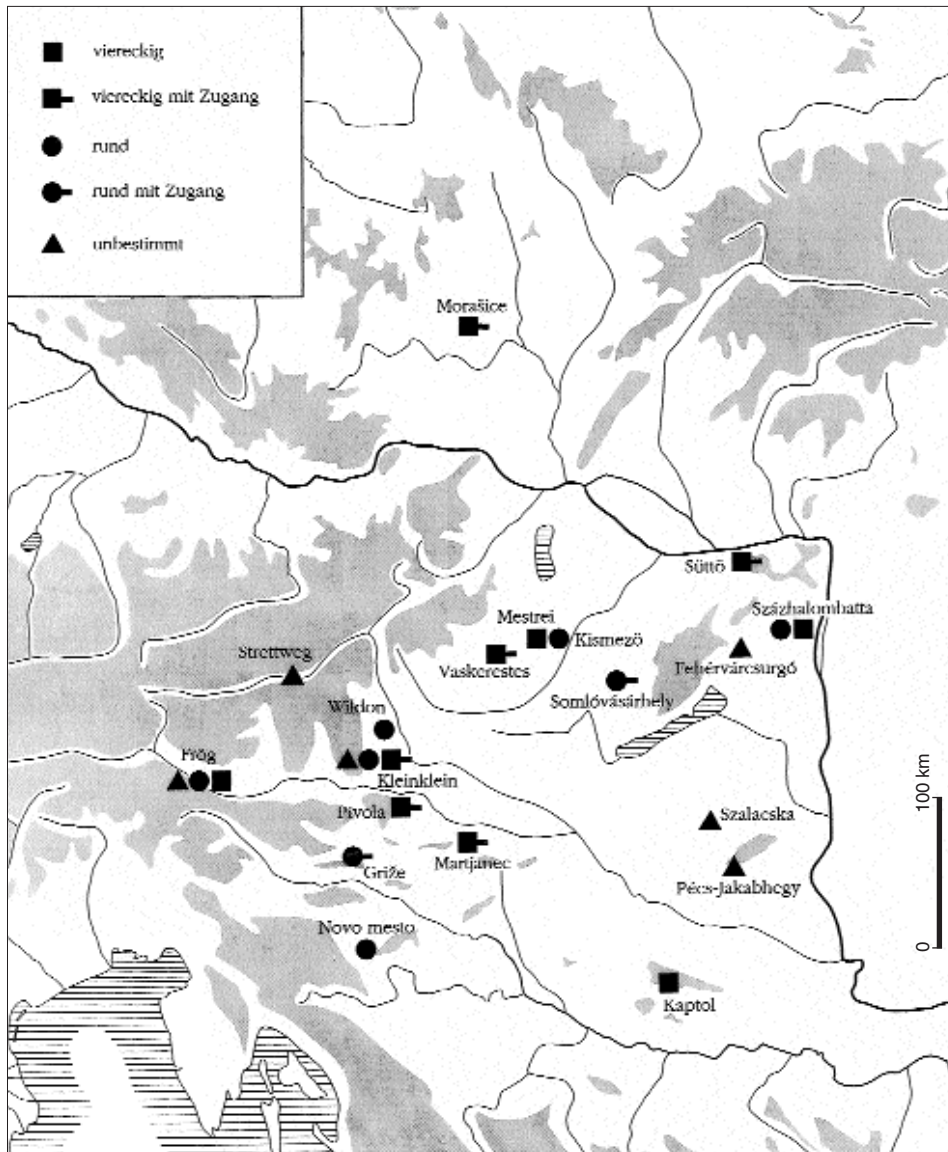 viereckig
viereckig mit Zugang
rund
rund mit Zugang
unbestimmt
Morašice
Süttö
Százhalombatta
Mestrei
Kismezö
Vaskerestes
Fehérvárcsurgó
Strettweg
Somlóvásárhely
Wildon
Frög
Kleinklein
Pivola
Szalacska
Martjanec
Griže
Pécs-Jakabhegy
Novo mesto
Kaptol
0
100 km